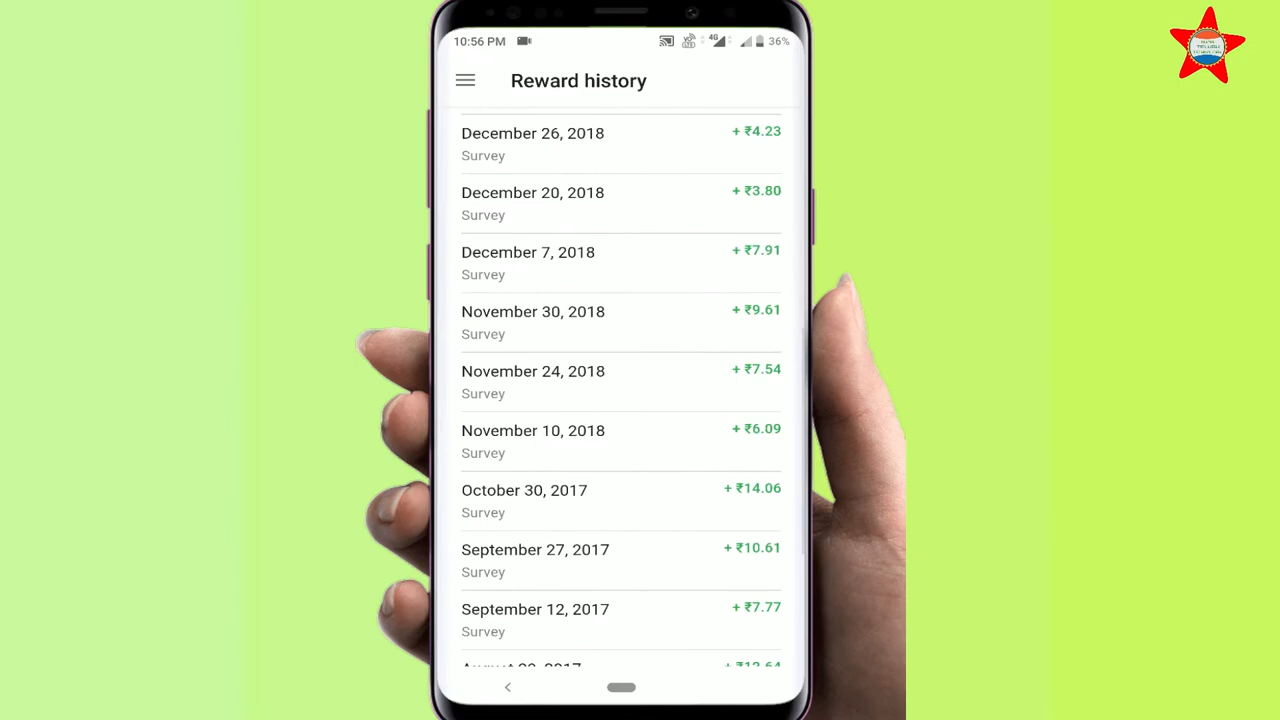 10:56 PM
4G
36%
Reward history
December 26, 2018 + ₹4.23
Survey
December 20, 2018 + ₹3.80
Survey
December 7, 2018 + ₹7.91
Survey
November 30, 2018 + ₹9.61
Survey
November 24, 2018 + ₹7.54
Survey
November 10, 2018 + ₹6.09
Survey
October 30, 2017 + ₹14.06
Survey
September 27, 2017 + ₹10.61
Survey
September 12, 2017 + ₹7.77
Survey